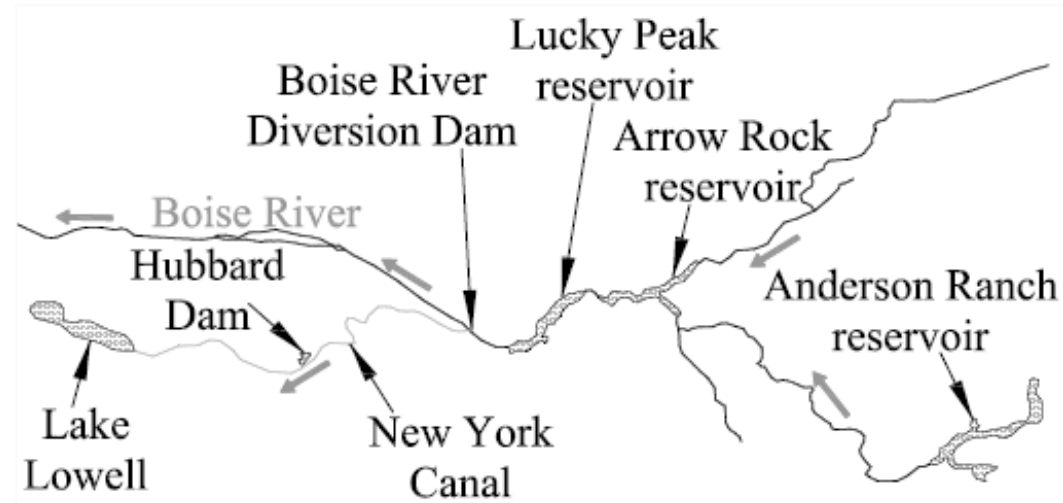 Lucky Peak
reservoir
Boise River
Diversion Dam
Arrow Rock
reservoir
Boise River
Hubbard
Dam
Anderson Ranch
reservoir
Lake
Lowell
New York
Canal